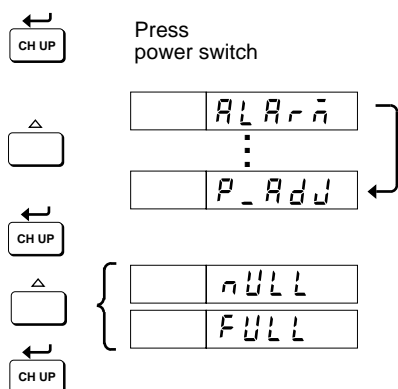 CH UP
Press
power switch
ALArm
P_AdJ
CH UP
nULL
FULL
CH UP